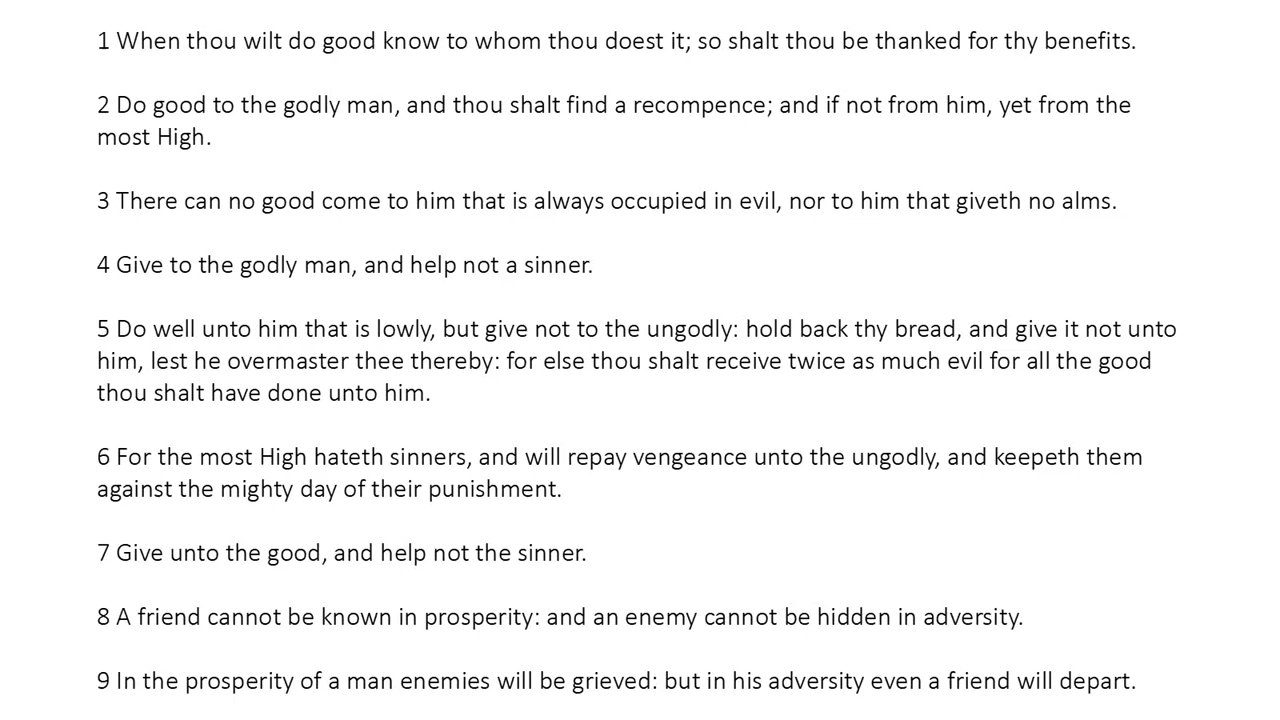 1 When thou wilt do good know to whom thou doest it; so shalt thou be thanked for thy benefits.
2 Do good to the godly man, and thou shalt find a recompence; and if not from him, yet from the
most High.
3 There can no good come to him that is always occupied in evil, nor to him that giveth no alms.
4 Give to the godly man, and help not a sinner.
5 Do well unto him that is lowly, but give not to the ungodly: hold back thy bread, and give it not unto
him, lest he overmaster thee thereby: for else thou shalt receive twice as much evil for all the good
thou shalt have done unto him.
6 For the most High hateth sinners, and will repay vengeance unto the ungodly, and keepeth them
against the mighty day of their punishment.
7 Give unto the good, and help not the sinner.
8 A friend cannot be known in prosperity: and an enemy cannot be hidden in adversity.
9 In the prosperity of a man enemies will be grieved: but in his adversity even a friend will depart.